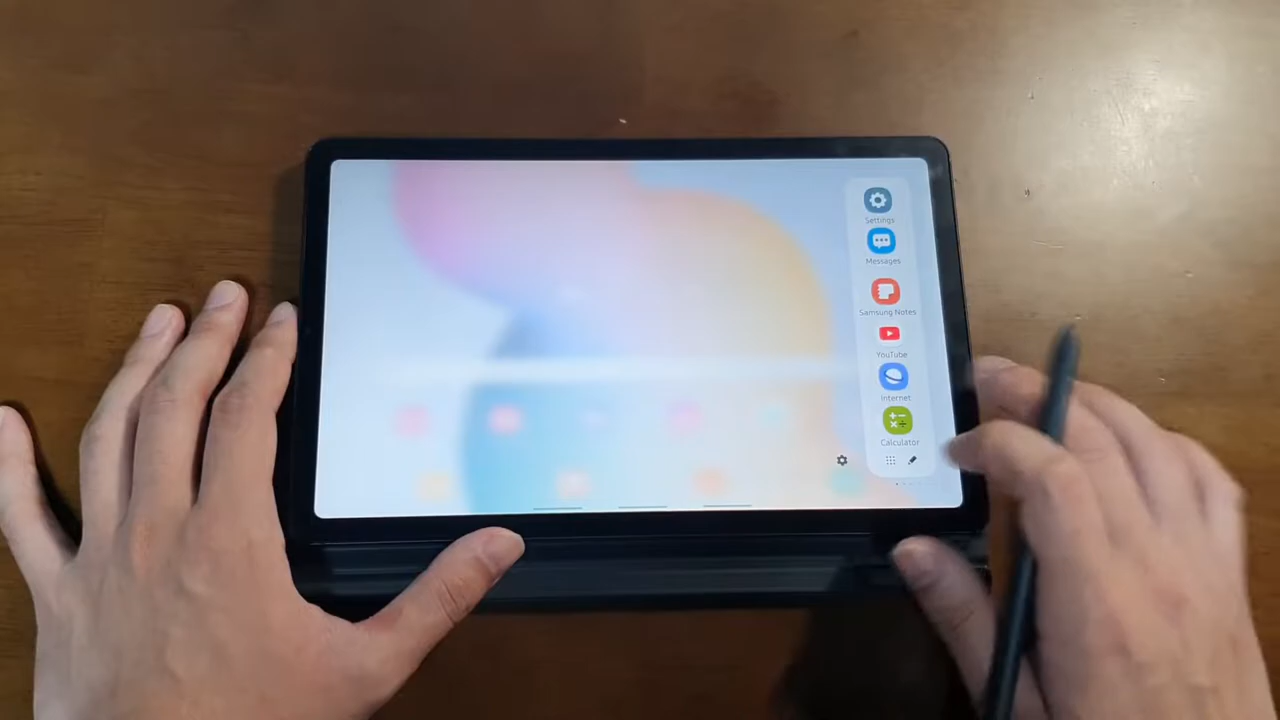 Settings
Messages
Samsung Notes
YouTube
Internet
Calculator